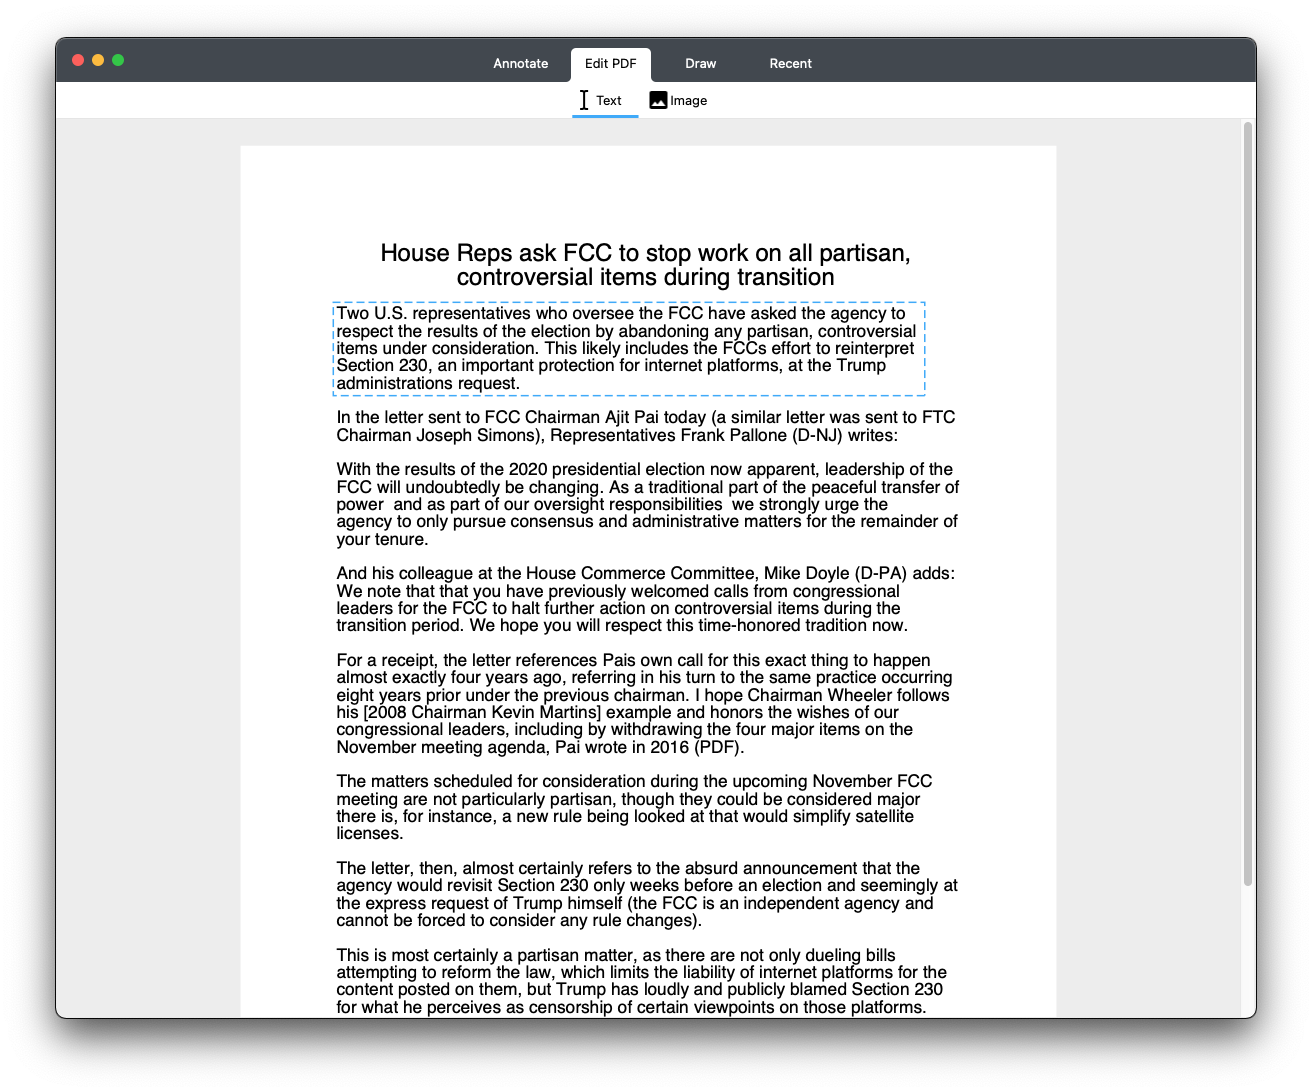 Annotate
Edit PDF
Draw
Recent
Text
Image
House Reps ask FCC to stop work on all partisan,
controversial items during transition
Two U.S. representatives who oversee the FCC have asked the agency to
respect the results of the election by abandoning any partisan, controversial
items under consideration. This likely includes the FCCs effort to reinterpret
Section 230, an important protection for internet platforms, at the Trump
administrations request.
In the letter sent to FCC Chairman Ajit Pai today (a similar letter was sent to FTC
Chairman Joseph Simons), Representatives Frank Pallone (D-NJ) writes:
With the results of the 2020 presidential election now apparent, leadership of the
FCC will undoubtedly be changing. As a traditional part of the peaceful transfer of
power  and as part of our oversight responsibilities  we strongly urge the
agency to only pursue consensus and administrative matters for the remainder of
your tenure.
And his colleague at the House Commerce Committee, Mike Doyle (D-PA) adds:
We note that that you have previously welcomed calls from congressional
leaders for the FCC to halt further action on controversial items during the
transition period. We hope you will respect this time-honored tradition now.
For a receipt, the letter references Pais own call for this exact thing to happen
almost exactly four years ago, referring in his turn to the same practice occurring
eight years prior under the previous chairman. I hope Chairman Wheeler follows
his [2008 Chairman Kevin Martins] example and honors the wishes of our
congressional leaders, including by withdrawing the four major items on the
November meeting agenda, Pai wrote in 2016 (PDF).
The matters scheduled for consideration during the upcoming November FCC
meeting are not particularly partisan, though they could be considered major
there is, for instance, a new rule being looked at that would simplify satellite
licenses.
The letter, then, almost certainly refers to the absurd announcement that the
agency would revisit Section 230 only weeks before an election and seemingly at
the express request of Trump himself (the FCC is an independent agency and
cannot be forced to consider any rule changes).
This is most certainly a partisan matter, as there are not only dueling bills
attempting to reform the law, which limits the liability of internet platforms for the
content posted on them, but Trump has loudly and publicly blamed Section 230
for what he perceives as censorship of certain viewpoints on those platforms.